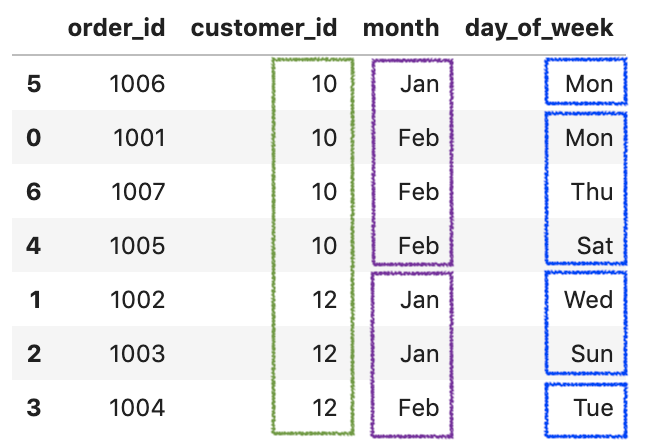 order_id customer_id month day_of_week
5 1006 10 Jan Mon
0 1001 10 Feb Mon
6 1007 10 Feb Thu
4 1005 10 Feb Sat
1 1002 12 Jan Wed
2 1003 12 Jan Sun
3 1004 12 Feb Tue